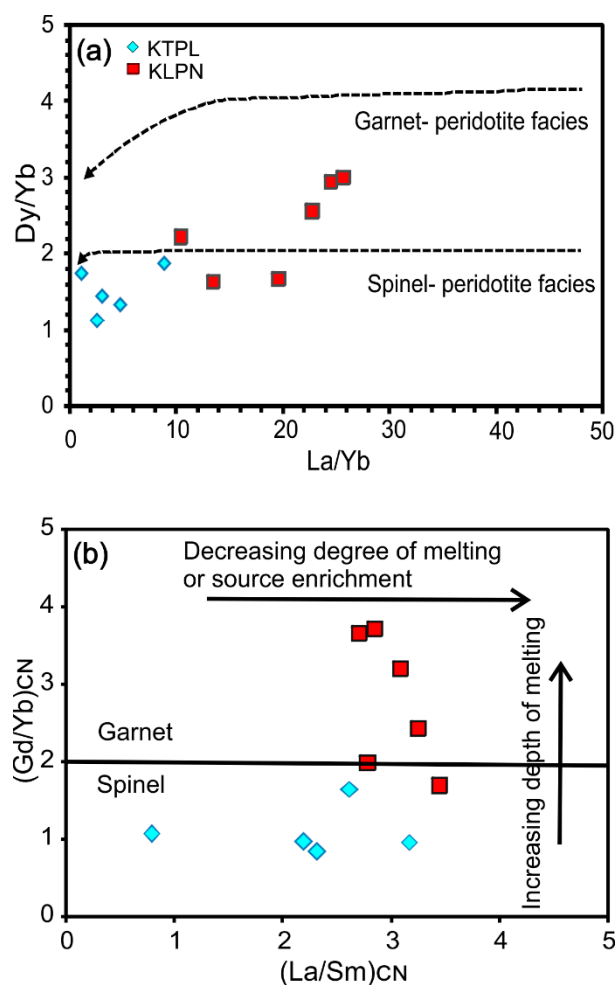 (a)
KTPL
KLPN
Garnet- peridotite facies
Spinel- peridotite facies
Dy/Yb
5
4
3
2
1
0
0 10 20 30 40 50
La/Yb
(b)
Decreasing degree of melting
or source enrichment
Increasing depth of melting
Garnet
Spinel
(Gd/Yb)CN
5
4
3
2
1
0
0 1 2 3 4 5
(La/Sm)CN